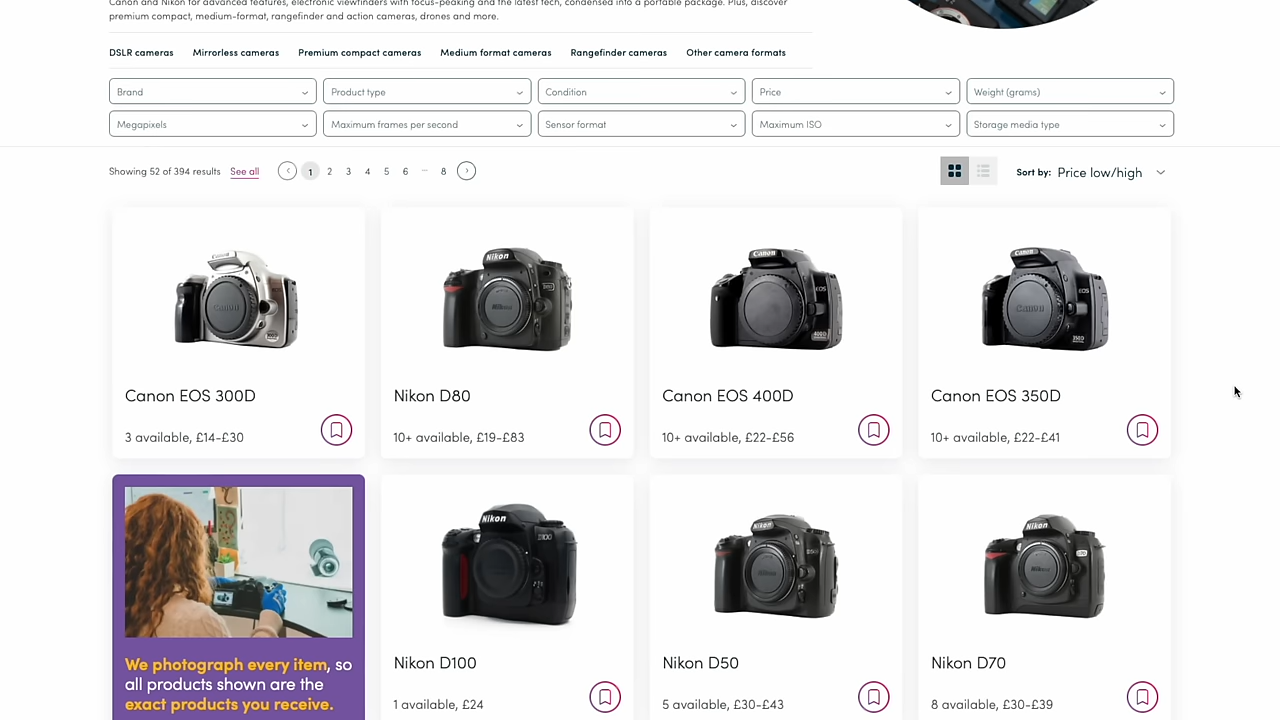 Canon and Nikon for advanced features, electronic viewfinders with focus-peaking and the latest tech, condensed into a portable package. Plus, discover
premium compact, medium-format, rangefinder and action cameras, drones and more.
DSLR cameras Mirrorless cameras Premium compact cameras Medium format cameras Rangefinder cameras Other camera formats
Brand Product type Condition Price Weight (grams)
Megapixels Maximum frames per second Sensor format Maximum ISO Storage media type
Showing 52 of 394 results See all 1 2 3 4 5 6 ... 8 Sort by: Price low/high
Canon Nikon Canon Canon
Canon EOS 300D Nikon D80 Canon EOS 400D Canon EOS 350D
3 available, £14-£30 10+ available, £19-£83 10+ available, £22-£56 10+ available, £22-£41
Nikon Nikon Nikon
We photograph every item, so
all products shown are the
exact products you receive.
Nikon D100 Nikon D50 Nikon D70
1 available, £24 5 available, £30-£43 8 available, £30-£39